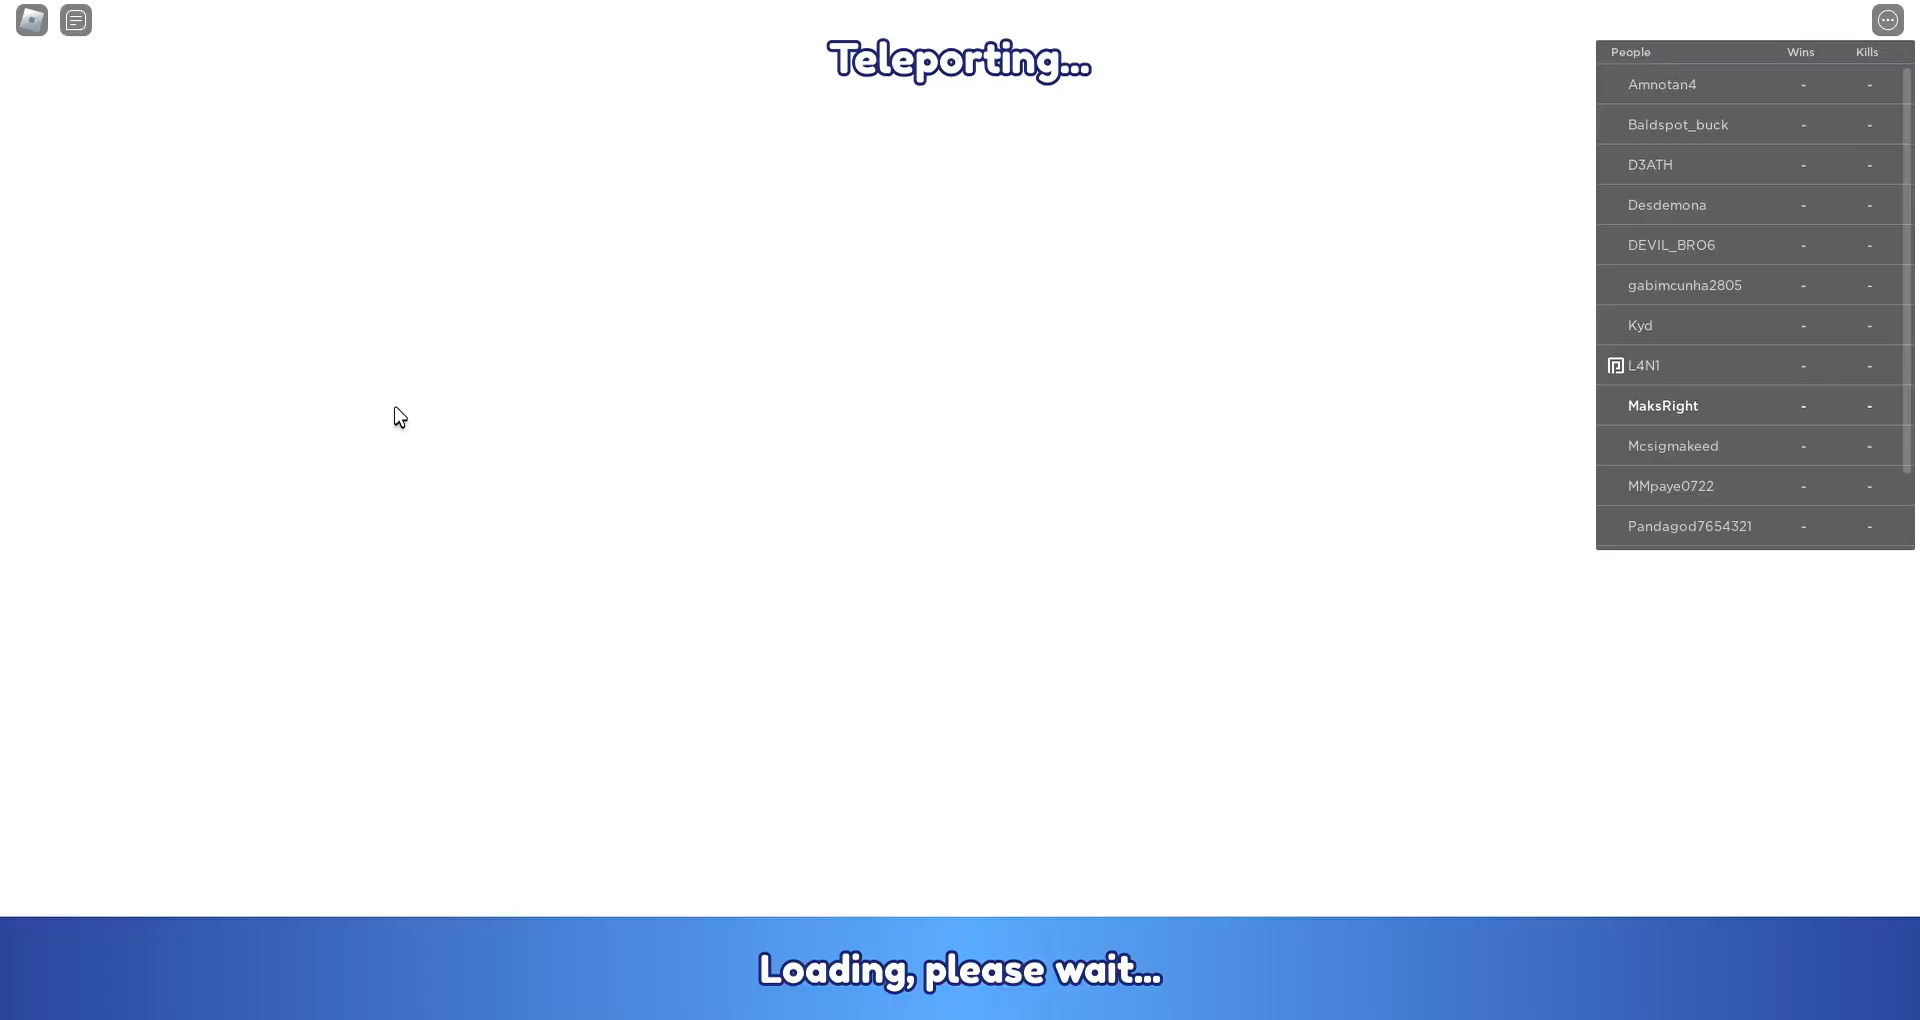 Teleporting...
People Wins Kills
Amnotan4 - -
Baldspot_buck - -
D3ATH - -
Desdemona - -
DEVIL_BRO6 - -
gabimcunha2805 - -
Kyd - -
L4N1 - -
MaksRight - -
Mcsigmakeed - -
MMpaye0722 - -
Pandagod7654321 - -
Loading, please wait...